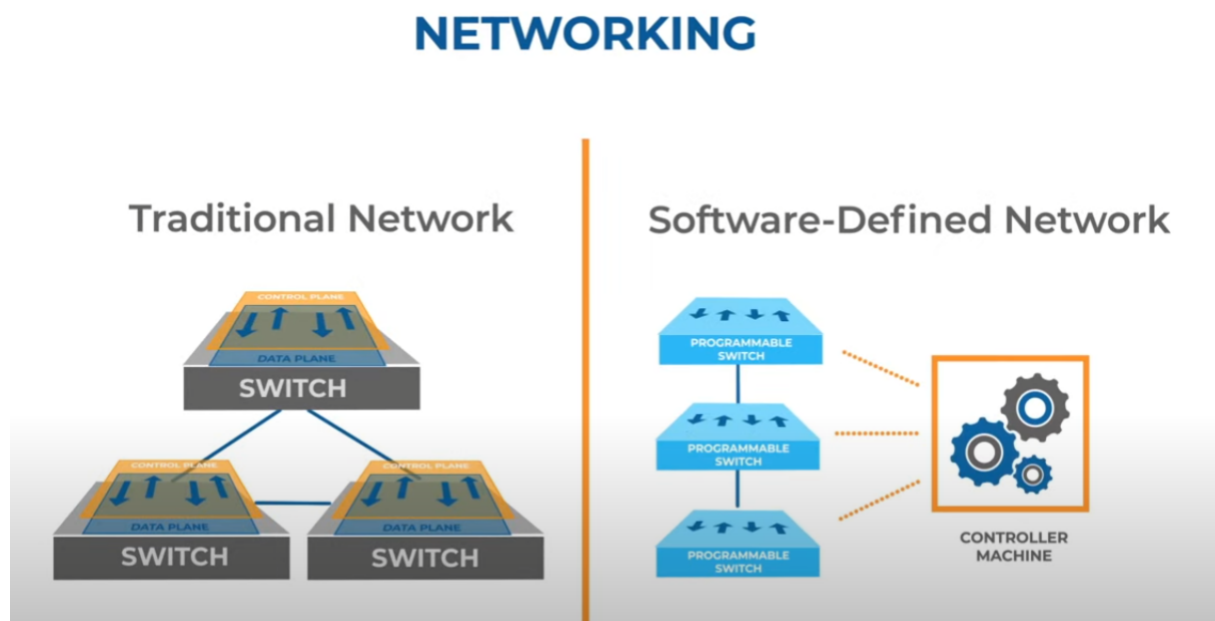 NETWORKING
Traditional Network
CONTROL PLANE
DATA PLANE
SWITCH
CONTROL PLANE
DATA PLANE
SWITCH
CONTROL PLANE
DATA PLANE
SWITCH
Software-Defined Network
PROGRAMMABLE
SWITCH
PROGRAMMABLE
SWITCH
PROGRAMMABLE
SWITCH
CONTROLLER
MACHINE